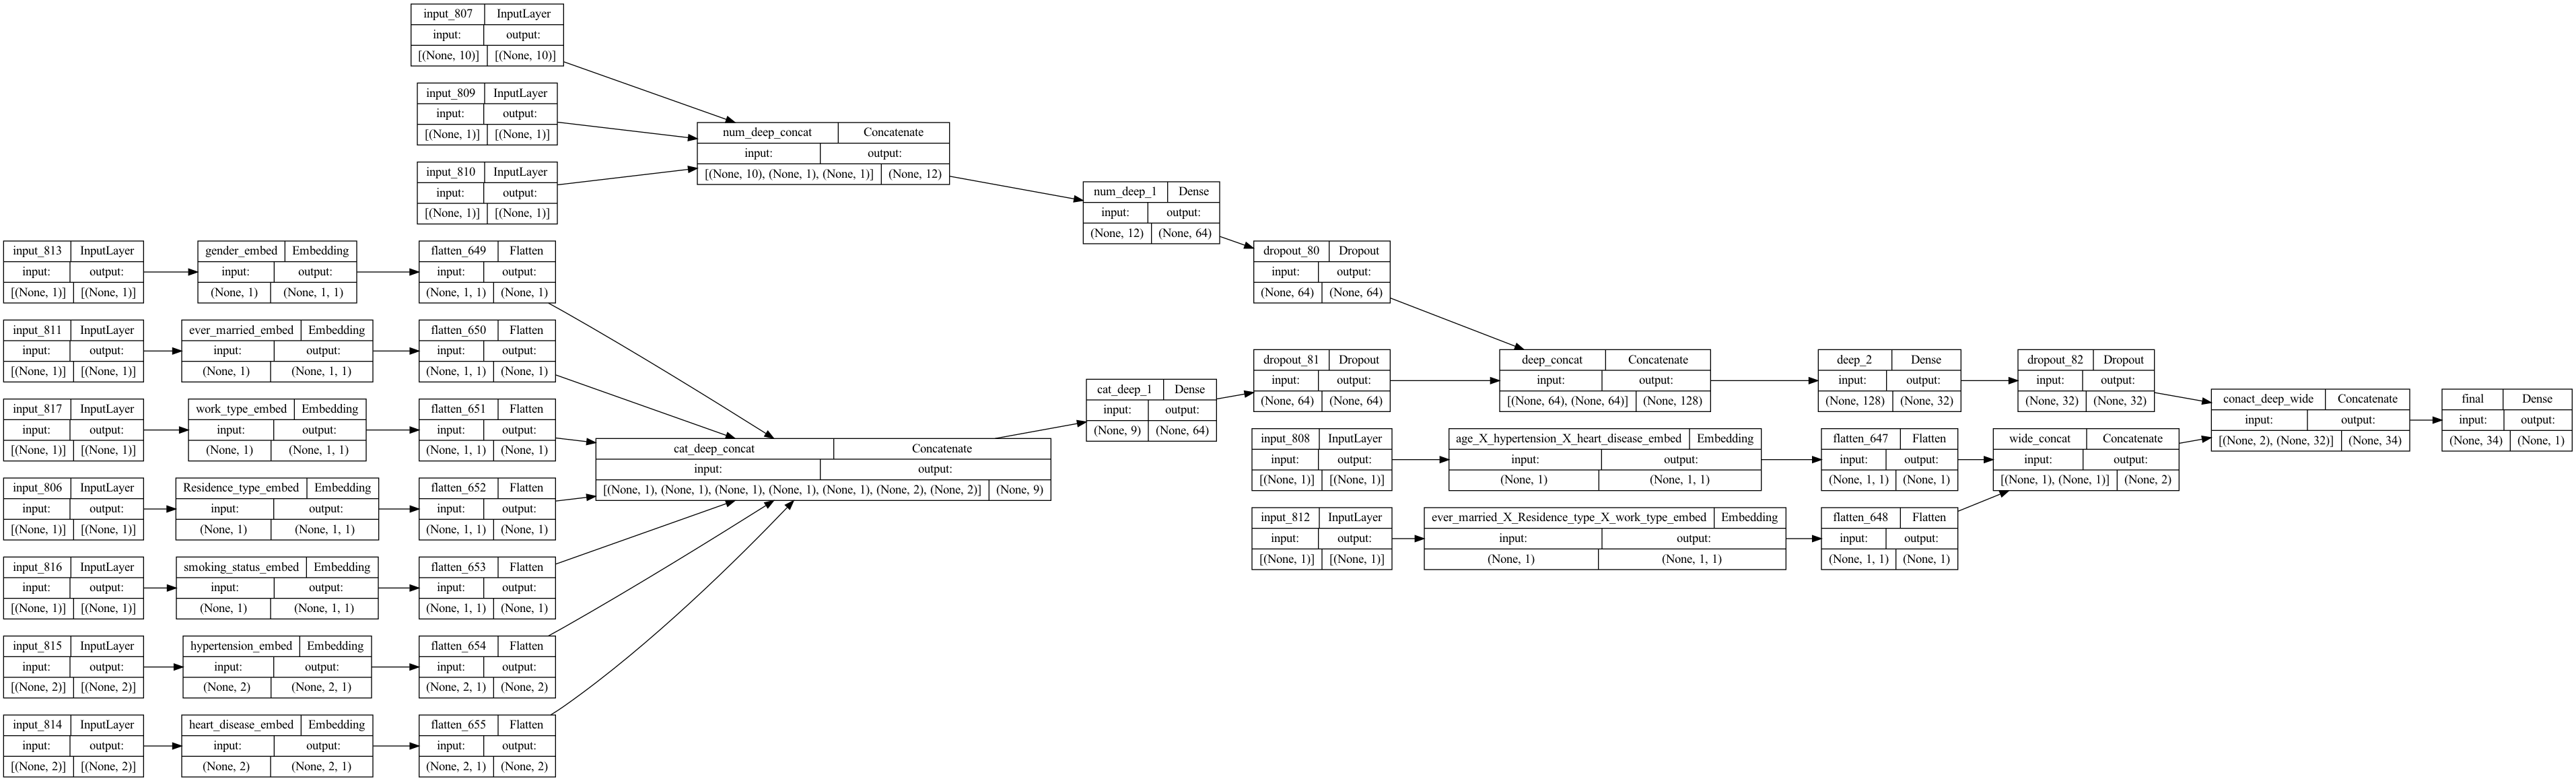 input_807 InputLayer
input: output:
[(None, 10)] [(None, 10)]
input_809 InputLayer
input: output:
[(None, 1)] [(None, 1)]
input_810 InputLayer
input: output:
[(None, 1)] [(None, 1)]
num_deep_concat Concatenate
input: output:
[(None, 10), (None, 1), (None, 1)] (None, 12)
num_deep_1 Dense
input: output:
(None, 12) (None, 64)
dropout_80 Dropout
input: output:
(None, 64) (None, 64)
input_813 InputLayer
input: output:
[(None, 1)] [(None, 1)]
gender_embed Embedding
input: output:
(None, 1) (None, 1, 1)
flatten_649 Flatten
input: output:
(None, 1, 1) (None, 1)
input_811 InputLayer
input: output:
[(None, 1)] [(None, 1)]
ever_married_embed Embedding
input: output:
(None, 1) (None, 1, 1)
flatten_650 Flatten
input: output:
(None, 1, 1) (None, 1)
input_817 InputLayer
input: output:
[(None, 1)] [(None, 1)]
work_type_embed Embedding
input: output:
(None, 1) (None, 1, 1)
flatten_651 Flatten
input: output:
(None, 1, 1) (None, 1)
input_806 InputLayer
input: output:
[(None, 1)] [(None, 1)]
Residence_type_embed Embedding
input: output:
(None, 1) (None, 1, 1)
flatten_652 Flatten
input: output:
(None, 1, 1) (None, 1)
input_816 InputLayer
input: output:
[(None, 1)] [(None, 1)]
smoking_status_embed Embedding
input: output:
(None, 1) (None, 1, 1)
flatten_653 Flatten
input: output:
(None, 1, 1) (None, 1)
input_815 InputLayer
input: output:
[(None, 2)] [(None, 2)]
hypertension_embed Embedding
input: output:
(None, 2) (None, 2, 1)
flatten_654 Flatten
input: output:
(None, 2, 1) (None, 2)
input_814 InputLayer
input: output:
[(None, 2)] [(None, 2)]
heart_disease_embed Embedding
input: output:
(None, 2) (None, 2, 1)
flatten_655 Flatten
input: output:
(None, 2, 1) (None, 2)
cat_deep_concat Concatenate
input: output:
[(None, 1), (None, 1), (None, 1), (None, 1), (None, 1), (None, 2), (None, 2)] (None, 9)
cat_deep_1 Dense
input: output:
(None, 9) (None, 64)
dropout_81 Dropout
input: output:
(None, 64) (None, 64)
deep_concat Concatenate
input: output:
[(None, 64), (None, 64)] (None, 128)
deep_2 Dense
input: output:
(None, 128) (None, 32)
dropout_82 Dropout
input: output:
(None, 32) (None, 32)
input_808 InputLayer
input: output:
[(None, 1)] [(None, 1)]
age_X_hypertension_X_heart_disease_embed Embedding
input: output:
(None, 1) (None, 1, 1)
flatten_647 Flatten
input: output:
(None, 1, 1) (None, 1)
input_812 InputLayer
input: output:
[(None, 1)] [(None, 1)]
ever_married_X_Residence_type_X_work_type_embed Embedding
input: output:
(None, 1) (None, 1, 1)
flatten_648 Flatten
input: output:
(None, 1, 1) (None, 1)
wide_concat Concatenate
input: output:
[(None, 1), (None, 1)] (None, 2)
conact_deep_wide Concatenate
input: output:
[(None, 2), (None, 32)] (None, 34)
final Dense
input: output:
(None, 34) (None, 1)